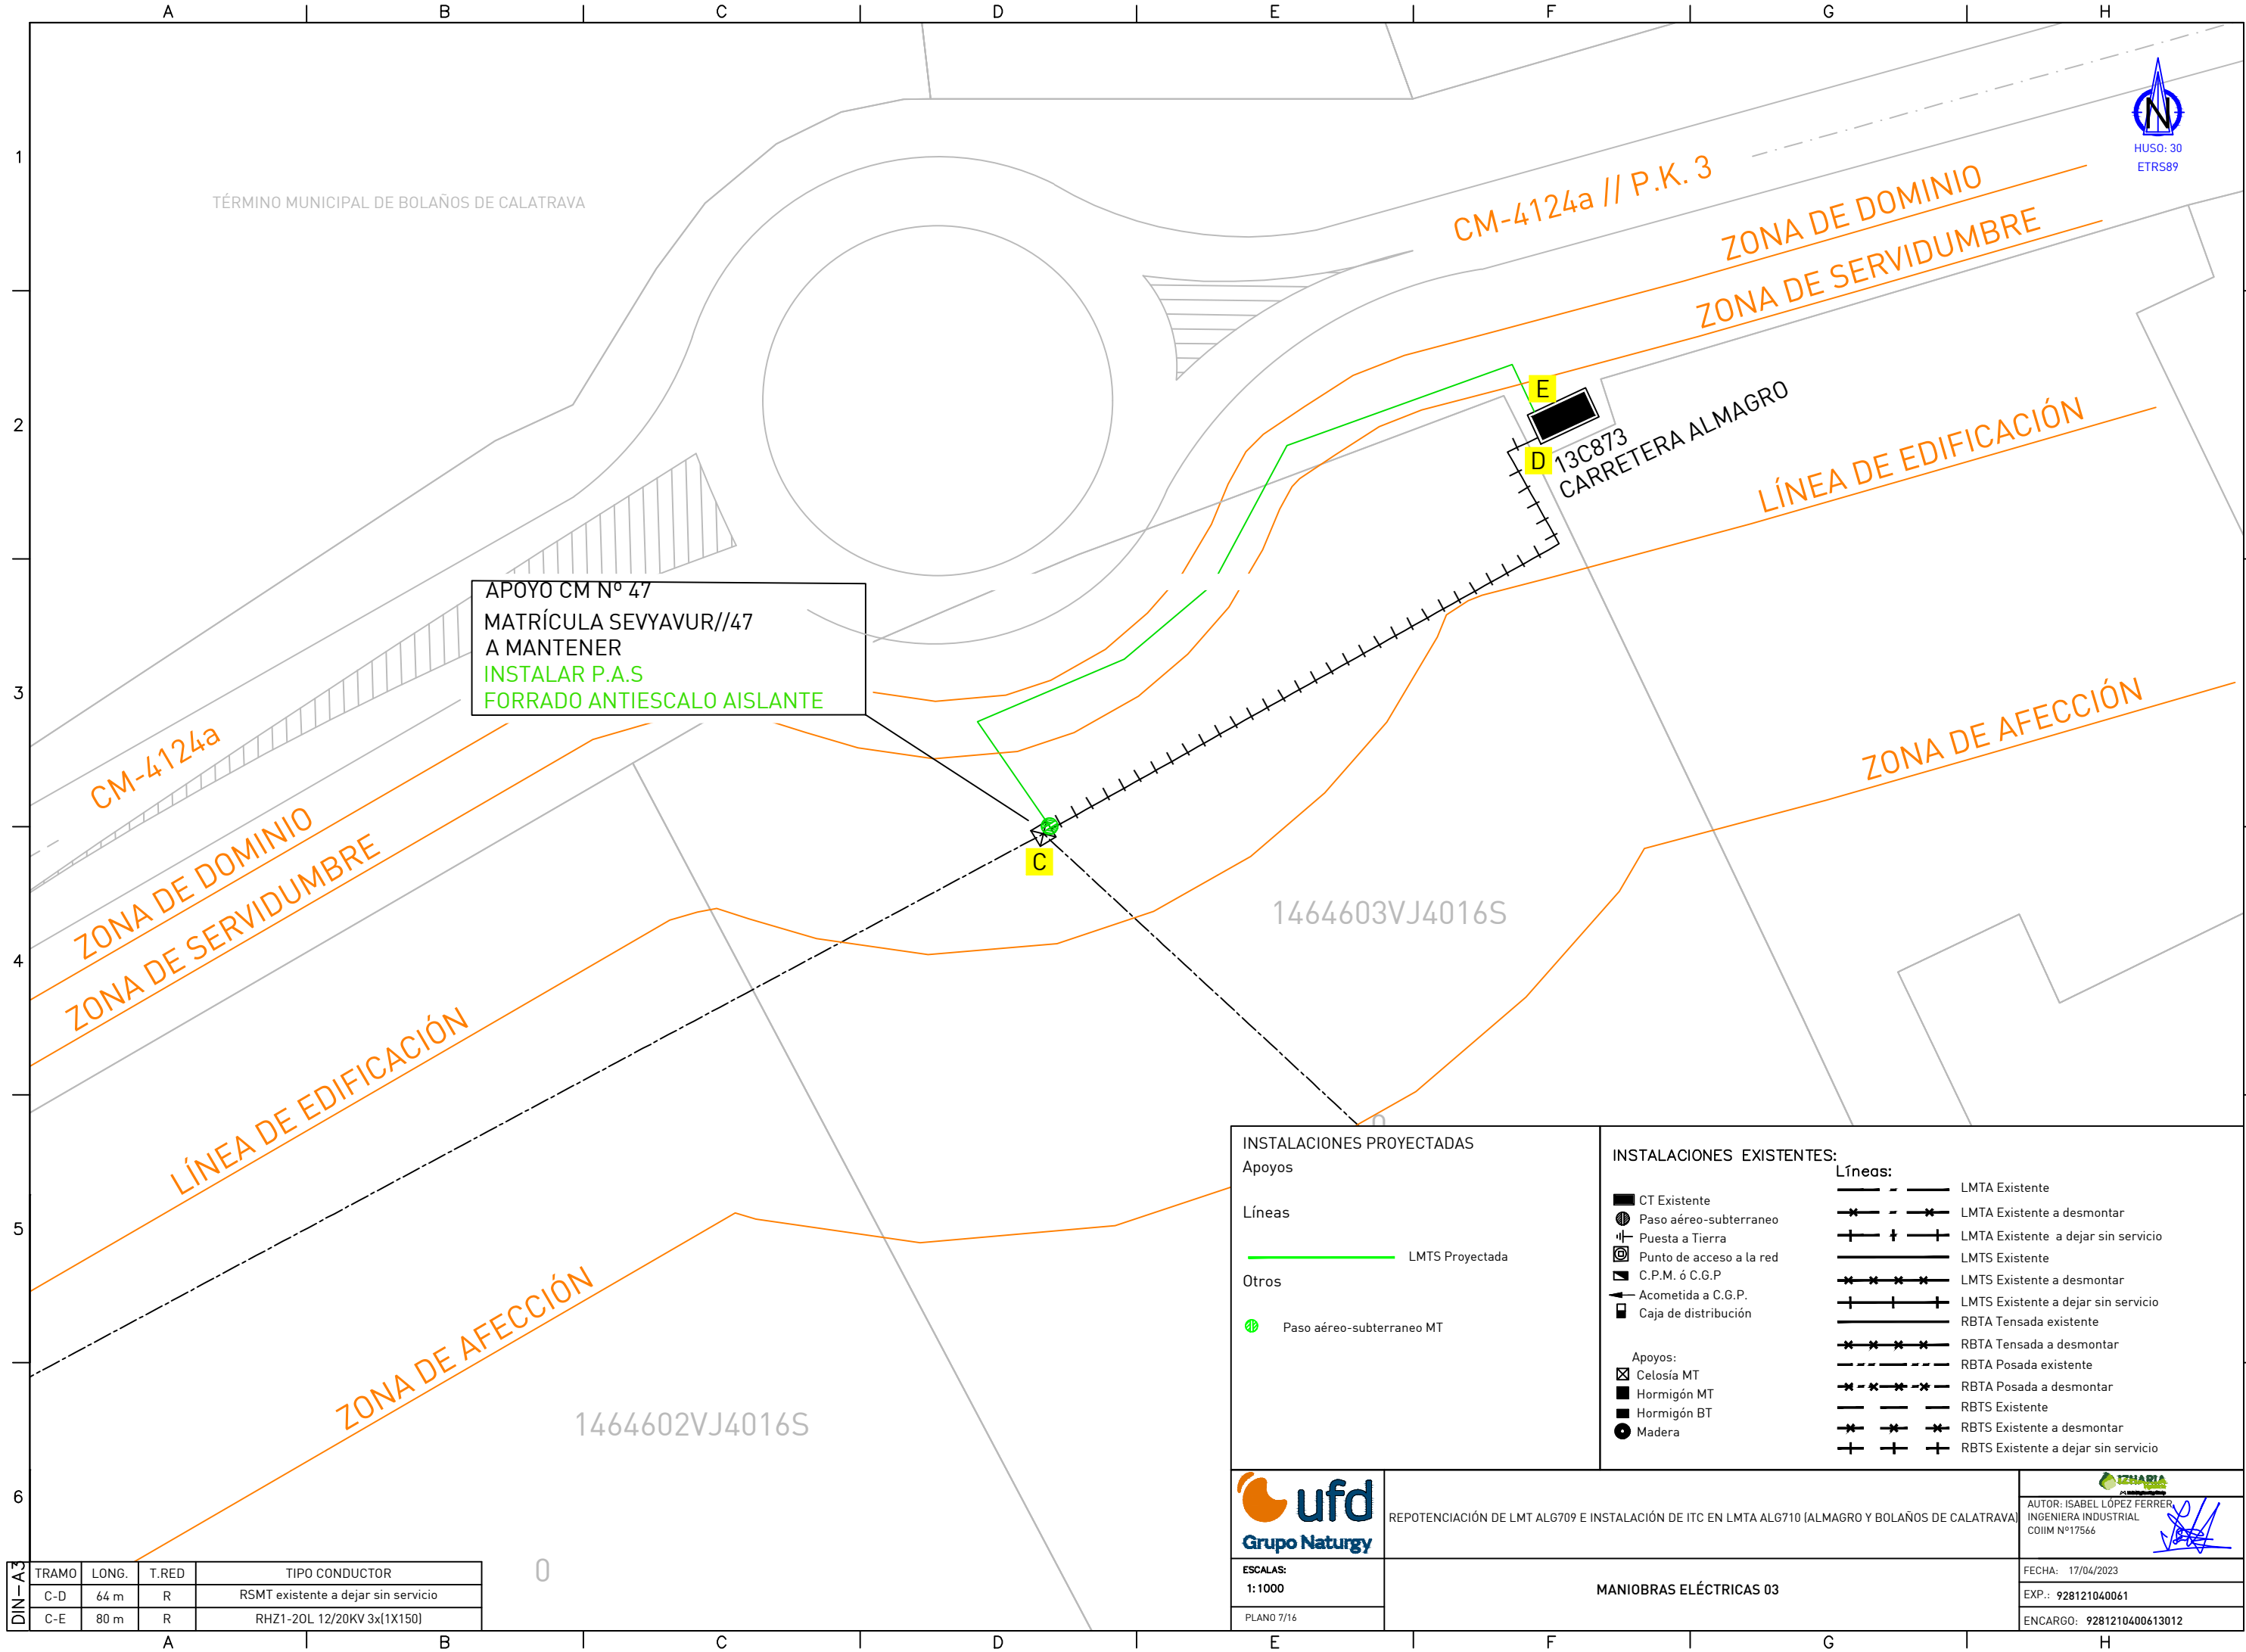 A B C D E F G H
1
HUSO: 30
ETRS89
TÉRMINO MUNICIPAL DE BOLAÑOS DE CALATRAVA
CM-4124a // P.K. 3
ZONA DE DOMINIO
ZONA DE SERVIDUMBRE
2
E
D
13C873
CARRETERA ALMAGRO
LÍNEA DE EDIFICACIÓN
APOYO CM Nº 47
MATRÍCULA SEVYAVUR//47
A MANTENER
INSTALAR P.A.S
FORRADO ANTIESCALO AISLANTE
3
ZONA DE AFECCIÓN
CM-4124a
C
ZONA DE DOMINIO
ZONA DE SERVIDUMBRE
1464603VJ4016S
4
LÍNEA DE EDIFICACIÓN
0
5
ZONA DE AFECCIÓN
1464602VJ4016S
6
0
INSTALACIONES PROYECTADAS
Apoyos
Líneas
LMTS Proyectada
Otros
Paso aéreo-subterraneo MT
INSTALACIONES EXISTENTES:
CT Existente
Paso aéreo-subterraneo
Puesta a Tierra
Punto de acceso a la red
C.P.M. ó C.G.P
Acometida a C.G.P.
Caja de distribución
Apoyos:
Celosía MT
Hormigón MT
Hormigón BT
Madera
Líneas:
LMTA Existente
LMTA Existente a desmontar
LMTA Existente a dejar sin servicio
LMTS Existente
LMTS Existente a desmontar
LMTS Existente a dejar sin servicio
RBTA Tensada existente
RBTA Tensada a desmontar
RBTA Posada existente
RBTA Posada a desmontar
RBTS Existente
RBTS Existente a desmontar
RBTS Existente a dejar sin servicio
ufd
Grupo Naturgy
REPOTENCIACIÓN DE LMT ALG709 E INSTALACIÓN DE ITC EN LMTA ALG710 (ALMAGRO Y BOLAÑOS DE CALATRAVA)
IZHARIA
AUTOR: ISABEL LÓPEZ FERRER
INGENIERA INDUSTRIAL
COIIM Nº17566
ESCALAS:
1:1000
PLANO 7/16
MANIOBRAS ELÉCTRICAS 03
FECHA: 17/04/2023
EXP.: 928121040061
ENCARGO: 9281210400613012
DIN-A3
TRAMO LONG. T.RED TIPO CONDUCTOR
C-D 64 m R RSMT existente a dejar sin servicio
C-E 80 m R RHZ1-2OL 12/20KV 3x(1X150)
A B C D E F G H